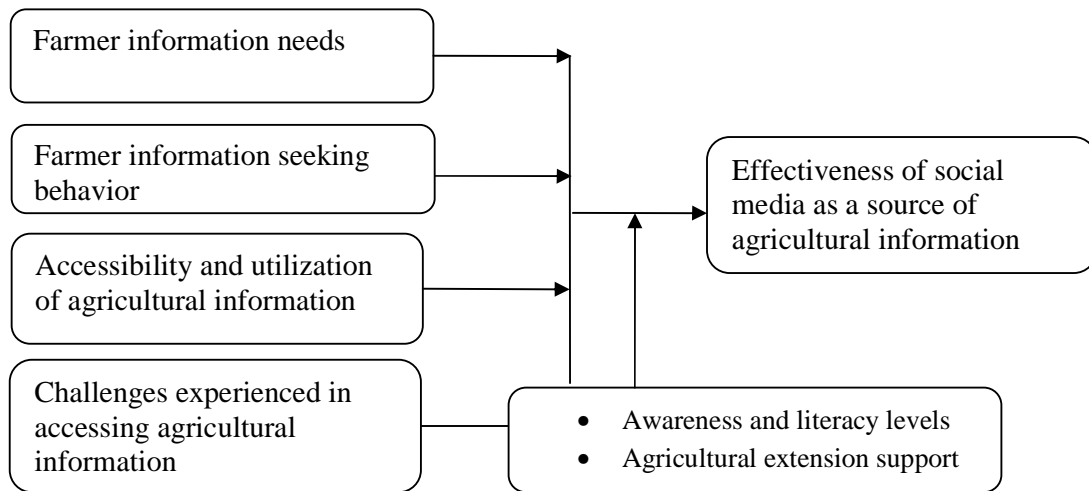 Farmer information needs
Farmer information seeking
behavior
Accessibility and utilization
of agricultural information
Challenges experienced in
accessing agricultural
information
Effectiveness of social
media as a source of
agricultural information
• Awareness and literacy levels
• Agricultural extension support